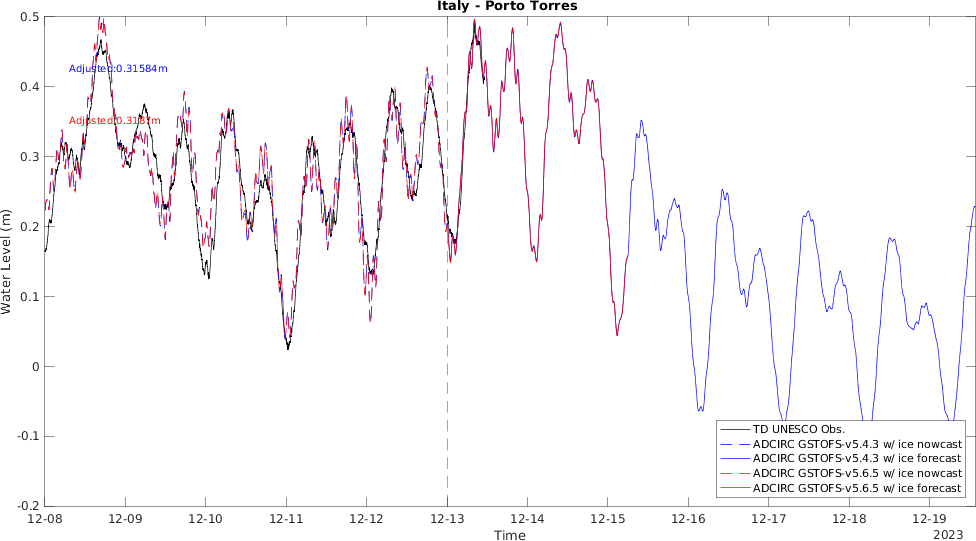 Italy - Porto Torres
Water Level (m)
0.5
0.4
0.3
0.2
0.1
0
-0.1
-0.2
Adjusted:0.31584m
Adjusted:0.3187m
TD UNESCO Obs.
ADCIRC GSTOFS-v5.4.3 w/ ice nowcast
ADCIRC GSTOFS-v5.4.3 w/ ice forecast
ADCIRC GSTOFS-v5.6.5 w/ ice nowcast
ADCIRC GSTOFS-v5.6.5 w/ ice forecast
12-08 12-09 12-10 12-11 12-12 12-13 12-14 12-15 12-16 12-17 12-18 12-19
Time
2023